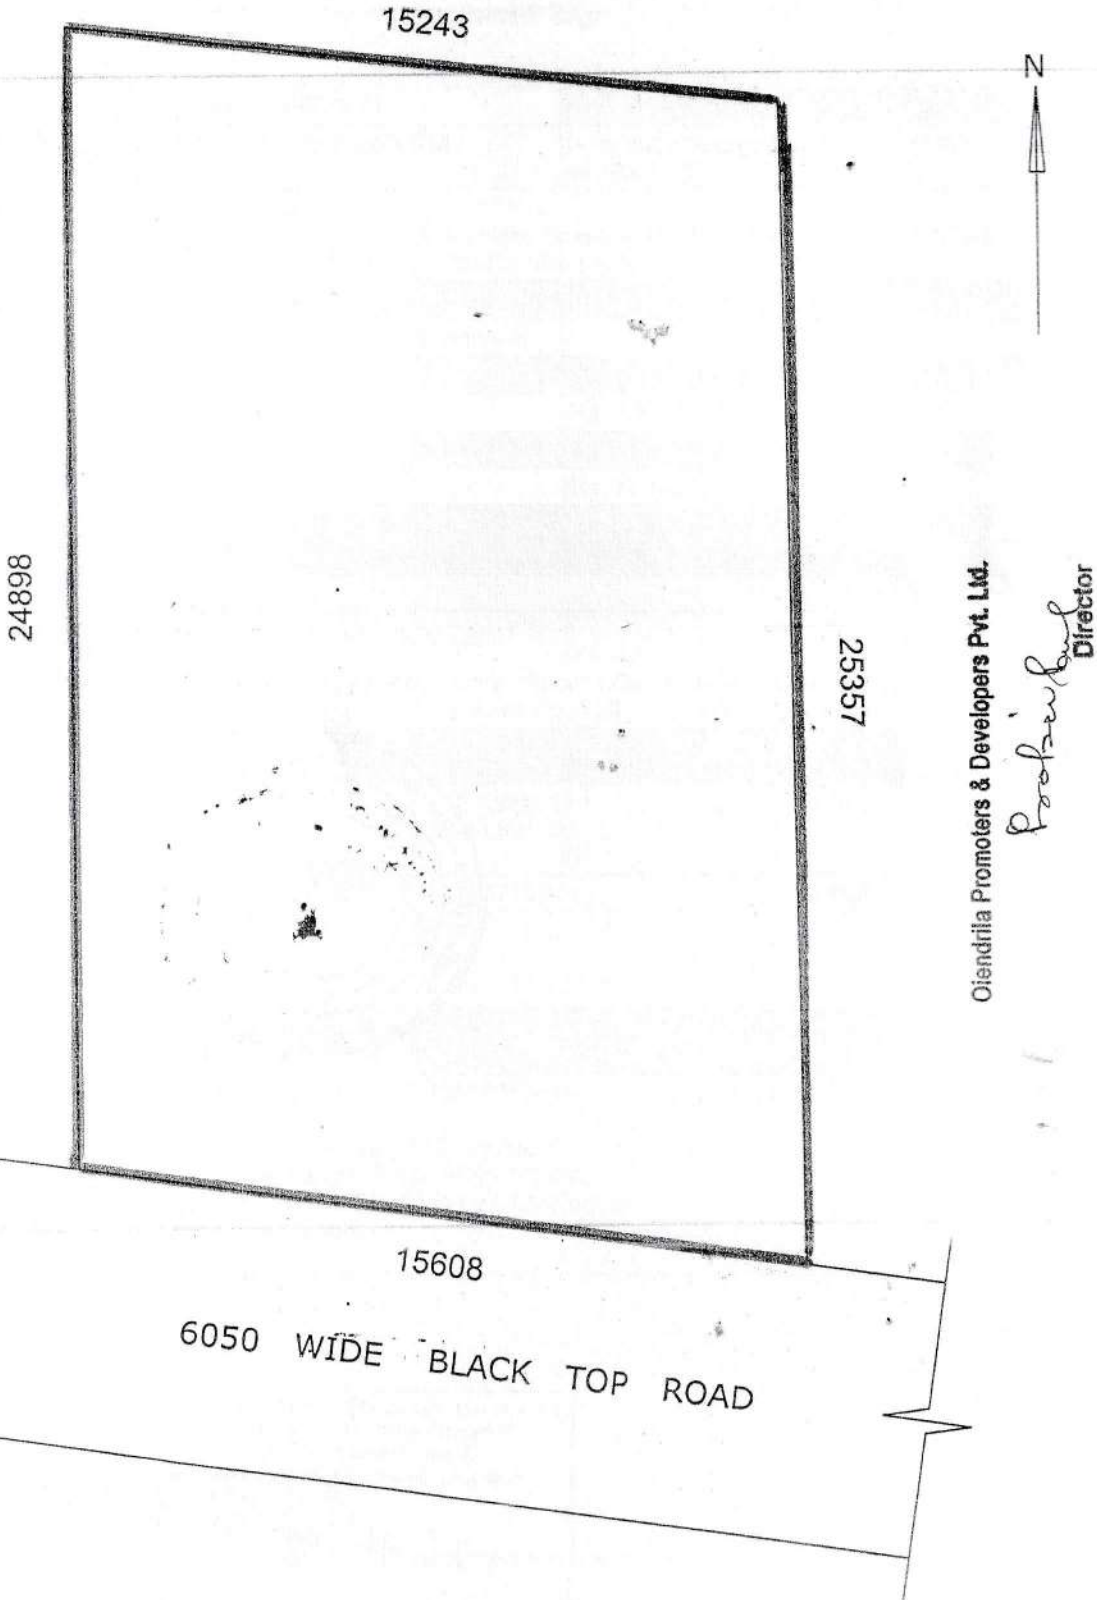 15243
N
24898
25357
Oiendrila Promoters & Developers Pvt. Ltd.
Director
15608
6050 WIDE BLACK TOP ROAD